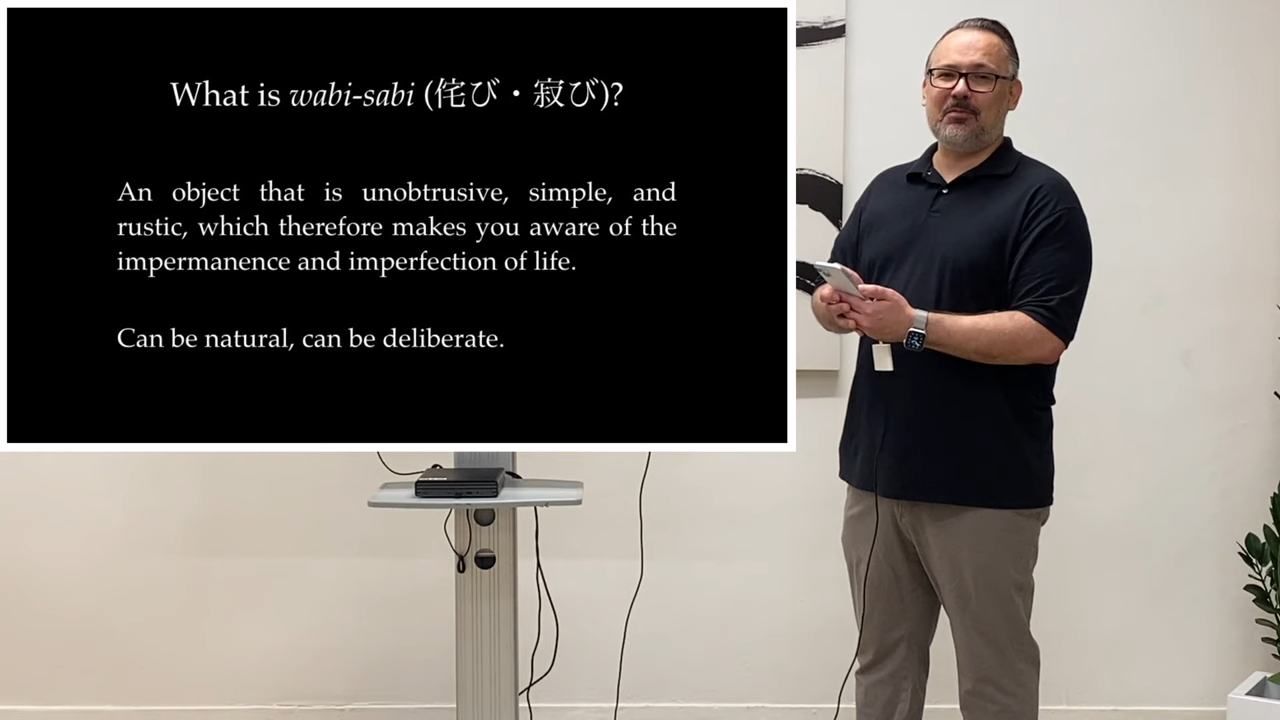 What is wabi-sabi (侘び・寂び)?
An object that is unobtrusive, simple, and
rustic, which therefore makes you aware of the
impermanence and imperfection of life.
Can be natural, can be deliberate.